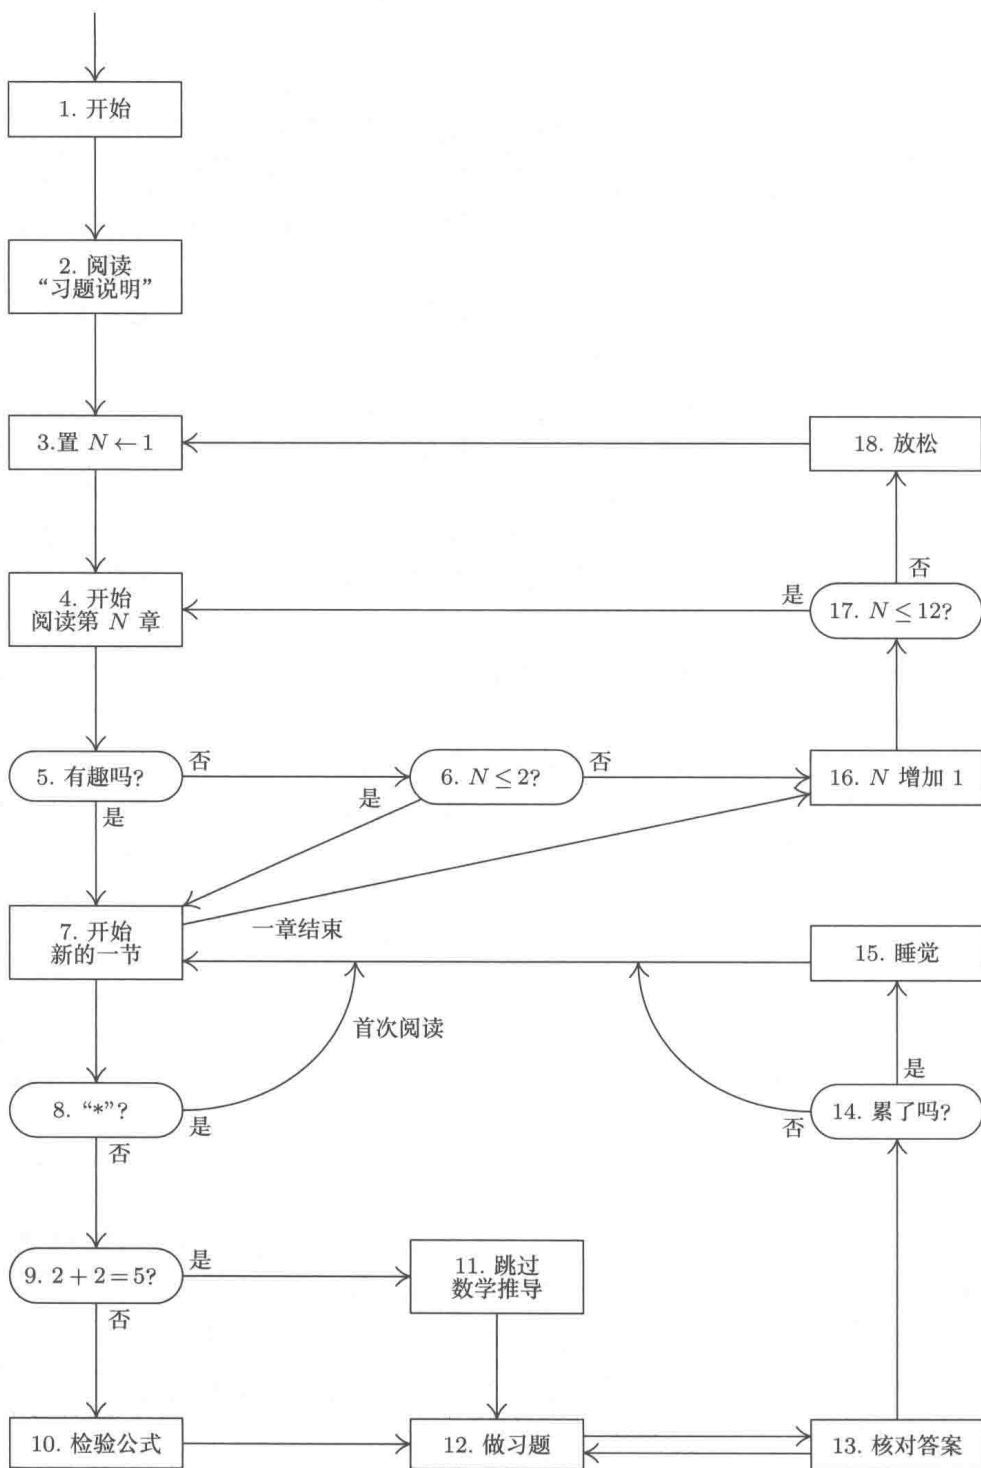 1. 开始
2. 阅读
“习题说明”
3.置 N ← 1
18. 放松
否
4. 开始
阅读第 N 章
是
17. N ≤ 12?
5. 有趣吗?
否
6. N ≤ 2?
否
16. N 增加 1
是
是
7. 开始
新的一节
一章结束
15. 睡觉
首次阅读
是
8. “*”?
是
否
14. 累了吗?
否
9. 2 + 2 = 5?
是
11. 跳过
数学推导
否
10. 检验公式
12. 做习题
13. 核对答案